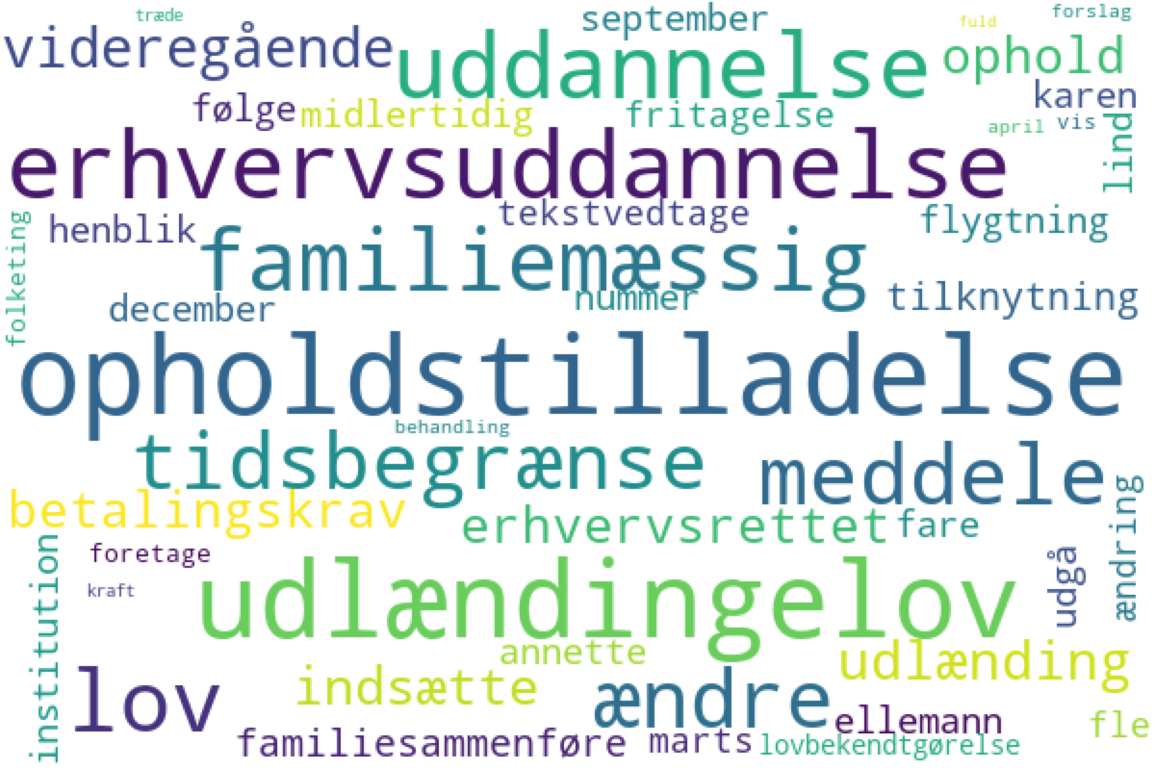 træde
september
fuld
forslag
videregående
uddannelse
ophold
følge
midlertidig
fritagelse
karen
april
vis
lind
erhvervsuddannelse
folketing
henblik
tekstvedtage
flygtning
familiemæssig
december
nummer
tilknytning
opholdstilladelse
behandling
tidsbegrænse
meddele
betalingskrav
erhvervsrettet
fare
ændring
institution
foretage
kraft
udlændingelov
udgå
annette
udlænding
lov
indsætte
ændre
ellemann
fle
familiesammenføre
marts
lovbekendtgørelse